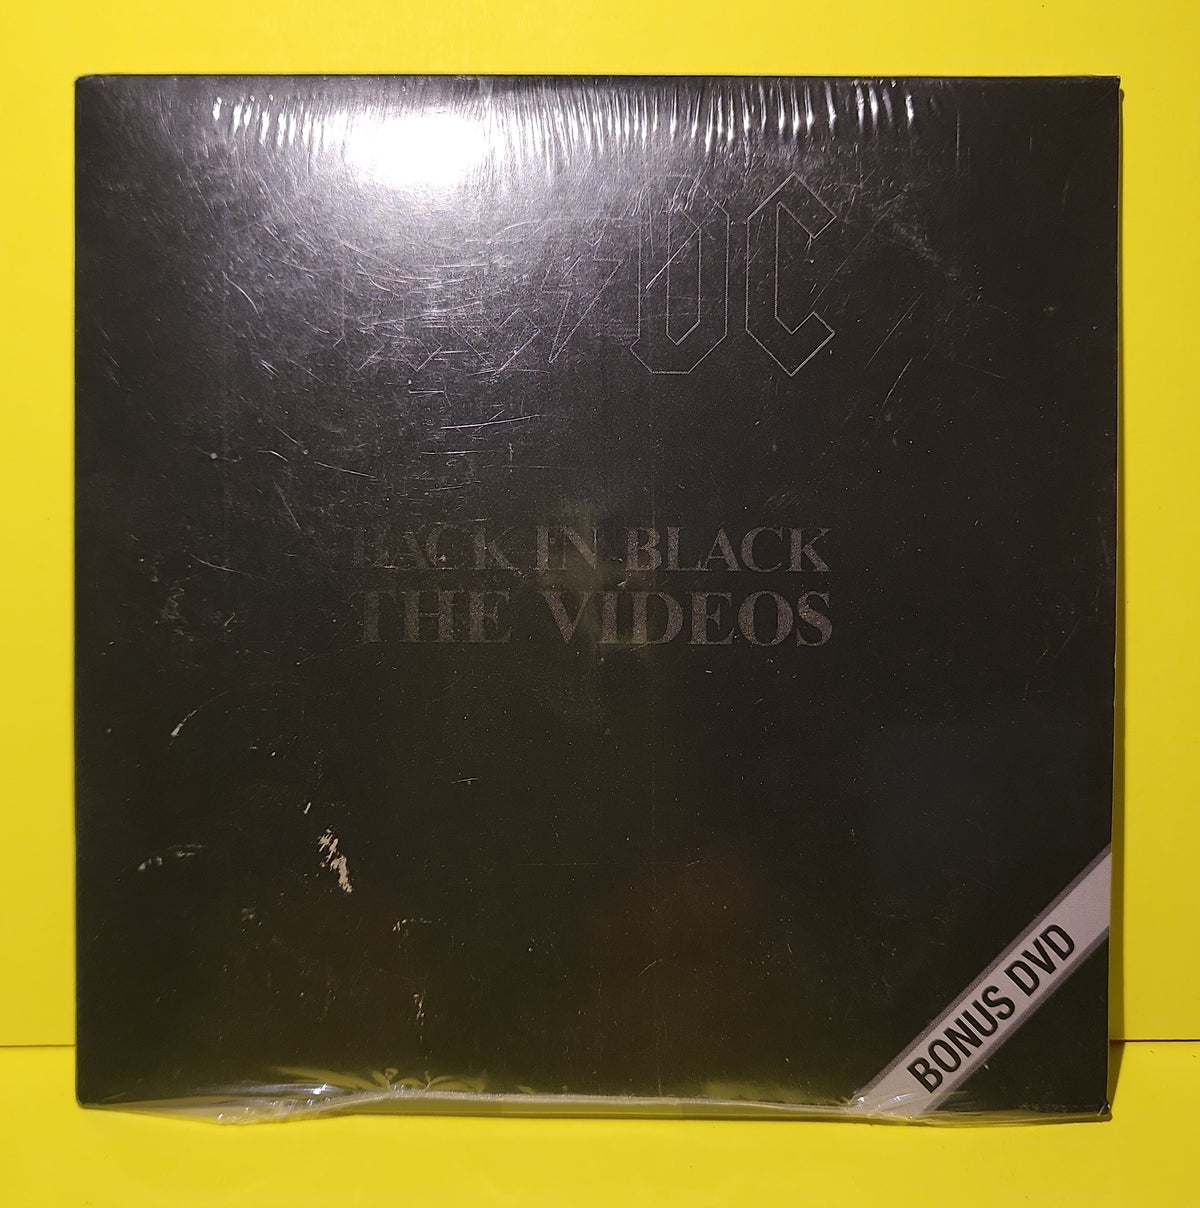 AC DC
BACK IN BLACK
THE VIDEOS
BONUS DVD